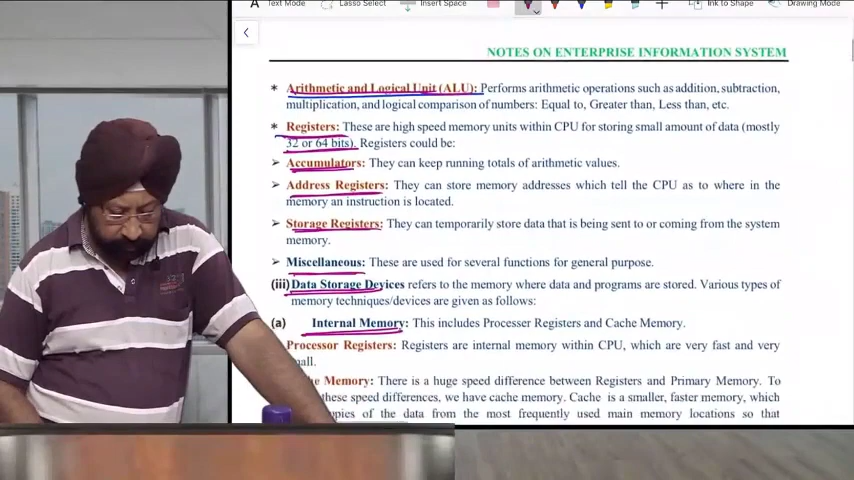 Text Mode Lasso Select Insert Space Ink to Shape Drawing Mode
NOTES ON ENTERPRISE INFORMATION SYSTEM
* Arithmetic and Logical Unit (ALU): Performs arithmetic operations such as addition, subtraction,
multiplication, and logical comparison of numbers: Equal to, Greater than, Less than, etc.
* Registers: These are high speed memory units within CPU for storing small amount of data (mostly
32 or 64 bits). Registers could be:
➢ Accumulators: They can keep running totals of arithmetic values.
➢ Address Registers: They can store memory addresses which tell the CPU as to where in the
memory an instruction is located.
➢ Storage Registers: They can temporarily store data that is being sent to or coming from the system
memory.
➢ Miscellaneous: These are used for several functions for general purpose.
(iii) Data Storage Devices refers to the memory where data and programs are stored. Various types of
memory techniques/devices are given as follows:
(a) Internal Memory: This includes Processer Registers and Cache Memory.
Processor Registers: Registers are internal memory within CPU, which are very fast and very
Memory: There is a huge speed difference between Registers and Primary Memory. To
these speed differences, we have cache memory. Cache is a smaller, faster memory, which
of the data from the most frequently used main memory locations so that